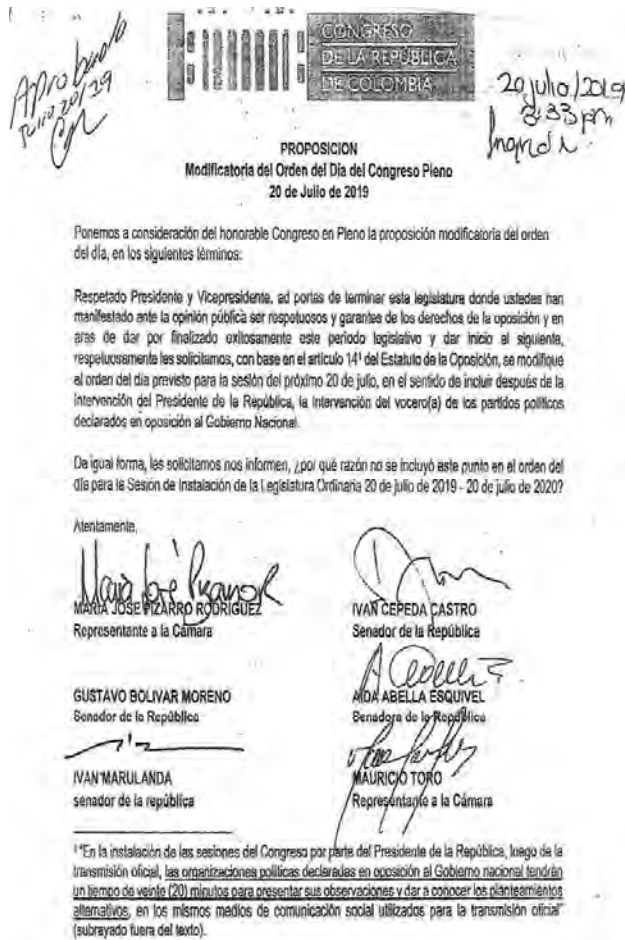 CONGRESO
DE LA REPÚBLICA
DE COLOMBIA
Aprobado
Julio 20/19
20 julio/2019
3:33 pm
PROPOSICION
Modificatoria del Orden del Día del Congreso Pleno
20 de Julio de 2019
Ponemos a consideración del honorable Congreso en Pleno la proposición modificatoria del orden
del día, en los siguientes términos:
Respetado Presidente y Vicepresidente, ad portas de terminar esta legislatura donde ustedes han
manifestado ante la opinión pública ser respetuosos y garantes de los derechos de la oposición y en
aras de dar por finalizado exitosamente este periodo legislativo y dar inicio al siguiente,
respetuosamente les solicitamos, con base en el artículo 14¹ del Estatuto de la Oposición, se modifique
el orden del día previsto para la sesión del próximo 20 de julio, en el sentido de incluir después de la
Intervención del Presidente de la República, la Intervención del vocero(a) de los partidos políticos
declarados en oposición al Gobierno Nacional.
De igual forma, les solicitamos nos informen, ¿por qué razón no se incluyó este punto en el orden del
día para la Sesión de Instalación de la Legislatura Ordinaria 20 de julio de 2019 - 20 de julio de 2020?
Atentamente,
María José Pizarro R
MARIA JOSE PIZARRO RODRIGUEZ
IVAN CEPEDA CASTRO
Representante a la Cámara
Senador de la República
GUSTAVO BOLIVAR MORENO
AIDA ABELLA ESQUIVEL
Senador de la República
Senadora de la República
IVAN MARULANDA
MAURICIO TORO
senador de la república
Representante a la Cámara
¹ "En la instalación de las sesiones del Congreso por parte del Presidente de la República, luego de la
transmisión oficial, las organizaciones políticas declaradas en oposición al Gobierno nacional tendrán
un tiempo de veinte (20) minutos para presentar sus observaciones y dar a conocer los planteamientos
alternativos, en los mismos medios de comunicación social utilizados para la transmisión oficial"
(subrayado fuera del texto).